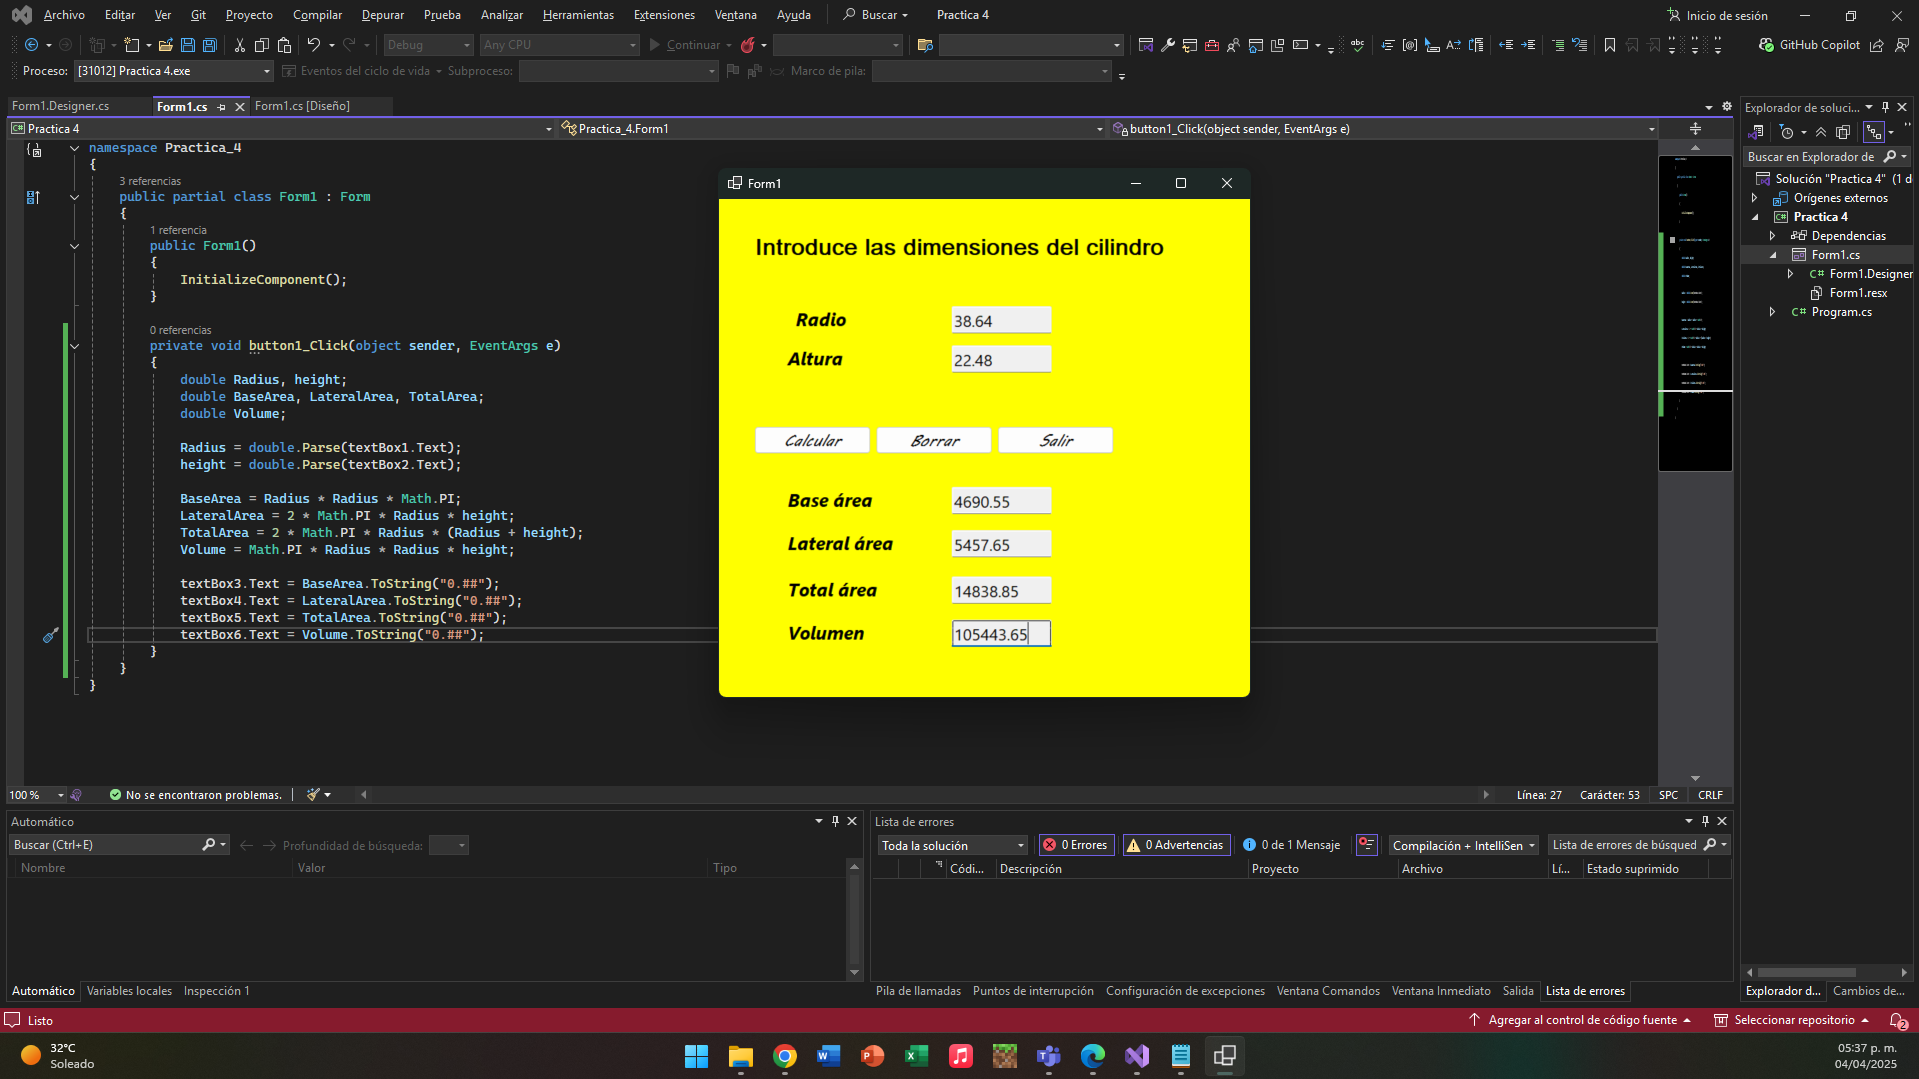 Archivo Editar Ver Git Proyecto Compilar Depurar Prueba Analizar Herramientas Extensiones Ventana Ayuda Buscar Practica 4 Inicio de sesión
Debug Any CPU Continuar GitHub Copilot
Proceso: [31012] Practica 4.exe Eventos del ciclo de vida Subproceso: Marco de pila:
Form1.Designer.cs Form1.cs Form1.cs [Diseño]
Practica 4 Practica_4.Form1 button1_Click(object sender, EventArgs e)
namespace Practica_4
{
3 referencias
public partial class Form1 : Form
{
1 referencia
public Form1()
{
InitializeComponent();
}
0 referencias
private void button1_Click(object sender, EventArgs e)
{
double Radius, height;
double BaseArea, LateralArea, TotalArea;
double Volume;
Radius = double.Parse(textBox1.Text);
height = double.Parse(textBox2.Text);
BaseArea = Radius * Radius * Math.PI;
LateralArea = 2 * Math.PI * Radius * height;
TotalArea = 2 * Math.PI * Radius * (Radius + height);
Volume = Math.PI * Radius * Radius * height;
textBox3.Text = BaseArea.ToString("0.##");
textBox4.Text = LateralArea.ToString("0.##");
textBox5.Text = TotalArea.ToString("0.##");
textBox6.Text = Volume.ToString("0.##");
}
}
}
Form1
Introduce las dimensiones del cilindro
Radio 38.64
Altura 22.48
Calcular Borrar Salir
Base área 4690.55
Lateral área 5457.65
Total área 14838.85
Volumen 105443.65
Explorador de soluci...
Buscar en Explorador de
Solución "Practica 4" (1 d
Orígenes externos
Practica 4
Dependencias
Form1.cs
Form1.Designer
Form1.resx
Program.cs
100 % No se encontraron problemas. Línea: 27 Carácter: 53 SPC CRLF
Automático
Buscar (Ctrl+E) Profundidad de búsqueda:
Nombre Valor Tipo
Automático Variables locales Inspección 1
Lista de errores
Toda la solución 0 Errores 0 Advertencias 0 de 1 Mensaje Compilación + IntelliSen Lista de errores de búsqued
Códi... Descripción Proyecto Archivo Lí... Estado suprimido
Pila de llamadas Puntos de interrupción Configuración de excepciones Ventana Comandos Ventana Inmediato Salida Lista de errores
Explorador d... Cambios de...
Listo Agregar al control de código fuente Seleccionar repositorio 2
32°C
Soleado
05:37 p. m.
04/04/2025